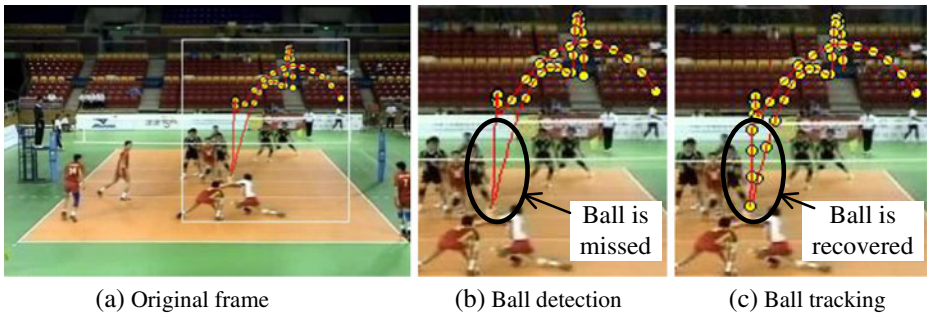 Ball is
missed
Ball is
recovered
(a) Original frame
(b) Ball detection
(c) Ball tracking